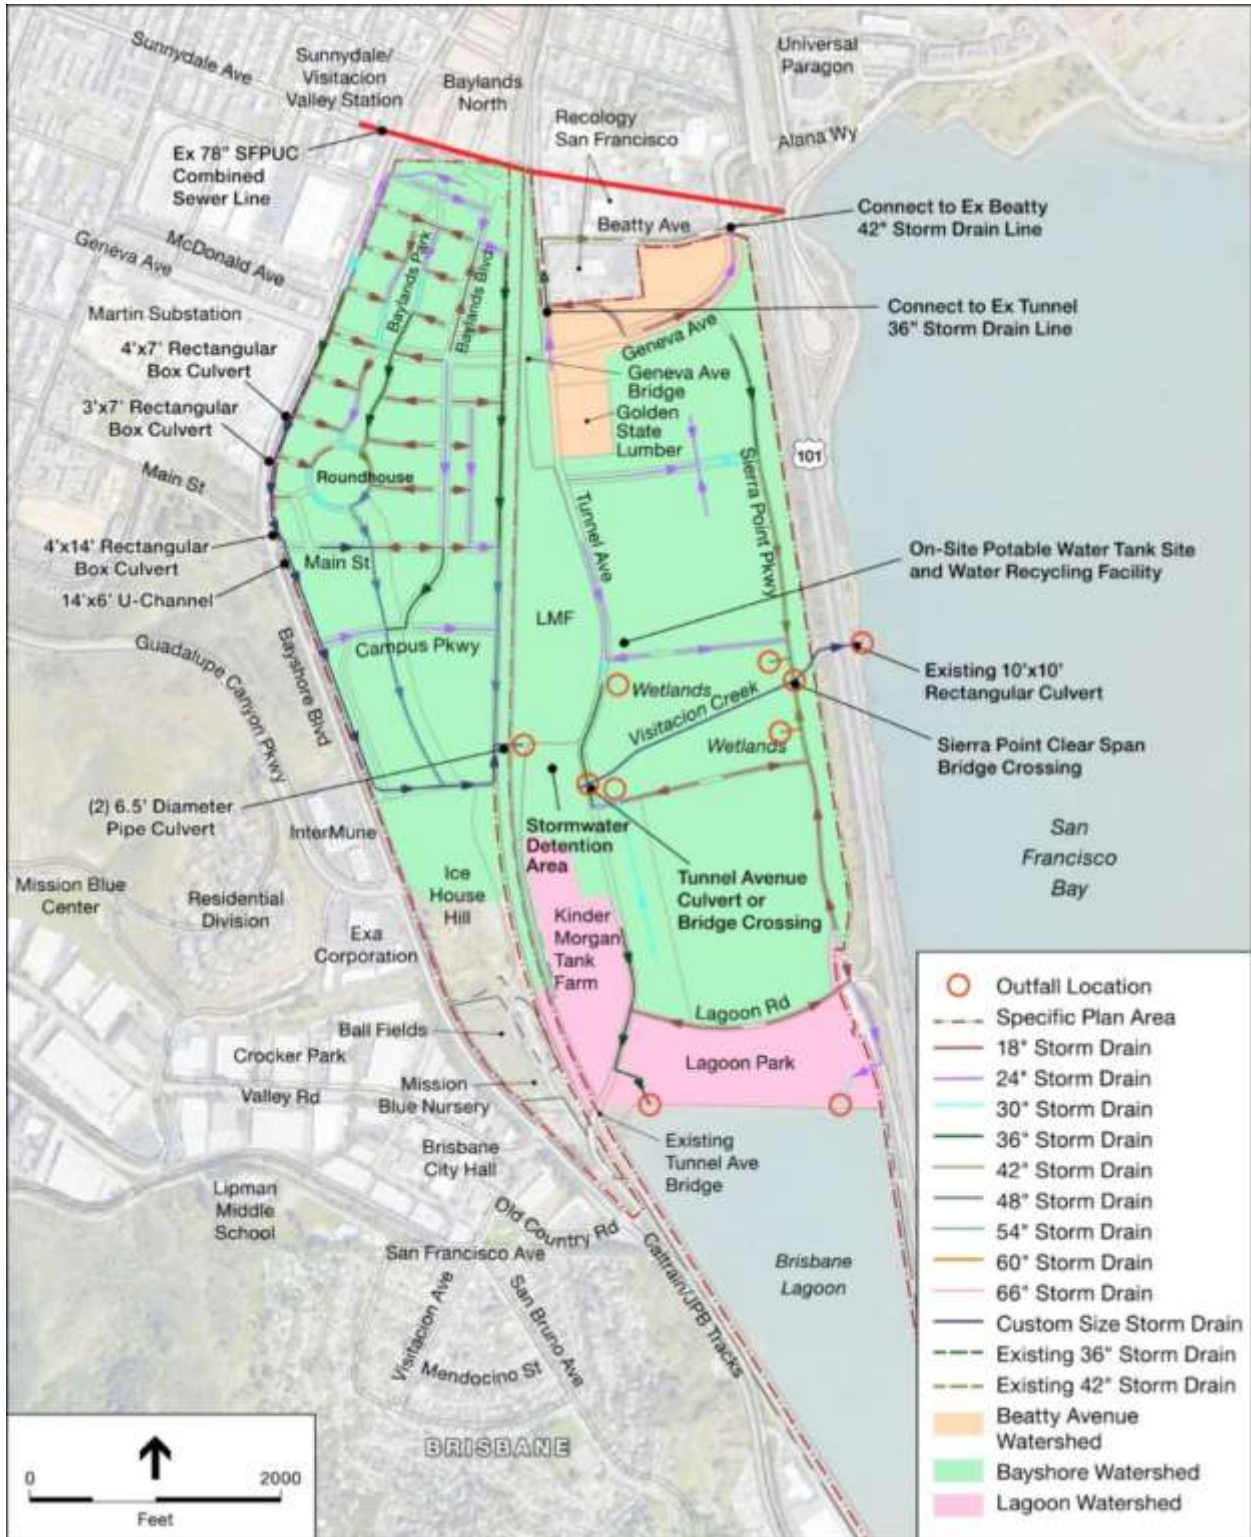 Sunnydale Ave
Sunnydale/
Visitacion
Valley Station
Baylands
North
Universal
Paragon
Recology
San Francisco
Alana Wy
Ex 78" SFPUC
Combined
Sewer Line
Beatty Ave
Connect to Ex Beatty
42" Storm Drain Line
McDonald Ave
Geneva Ave
Baylands Park
Baylands Blvd
Connect to Ex Tunnel
36" Storm Drain Line
Martin Substation
4'x7' Rectangular
Box Culvert
Geneva Ave
Geneva Ave
Bridge
3'x7' Rectangular
Box Culvert
Golden
State
Lumber
Main St
Roundhouse
Sierra Point Pkwy
101
Tunnel Ave
4'x14' Rectangular
Box Culvert
Main St
On-Site Potable Water Tank Site
and Water Recycling Facility
14'x6' U-Channel
LMF
Guadalupe Canyon Pkwy
Bayshore Blvd
Campus Pkwy
Wetlands
Visitacion Creek
Wetlands
Existing 10'x10'
Rectangular Culvert
Sierra Point Clear Span
Bridge Crossing
(2) 6.5' Diameter
Pipe Culvert
InterMune
Stormwater
Detention
Area
San
Francisco
Bay
Mission Blue
Center
Residential
Division
Ice
House
Hill
Tunnel Avenue
Culvert or
Bridge Crossing
Exa
Corporation
Kinder
Morgan
Tank
Farm
Lagoon Rd
Ball Fields
Crocker Park
Lagoon Park
Valley Rd
Mission
Blue Nursery
Brisbane
City Hall
Existing
Tunnel Ave
Bridge
Lipman
Middle
School
Old Country Rd
San Francisco Ave
Caltrain/JPB Tracks
Brisbane
Lagoon
Visitacion Ave
San Bruno Ave
Mendocino St
BRISBANE
0 2000
Feet
Outfall Location
Specific Plan Area
18" Storm Drain
24" Storm Drain
30" Storm Drain
36" Storm Drain
42" Storm Drain
48" Storm Drain
54" Storm Drain
60" Storm Drain
66" Storm Drain
Custom Size Storm Drain
Existing 36" Storm Drain
Existing 42" Storm Drain
Beatty Avenue
Watershed
Bayshore Watershed
Lagoon Watershed